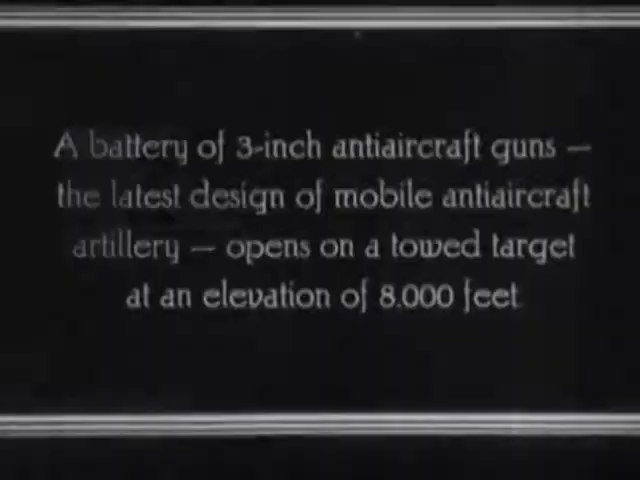 A battery of 3-inch antiaircraft guns —
the latest design of mobile antiaircraft
artillery — opens on a towed target
at an elevation of 8.000 feet